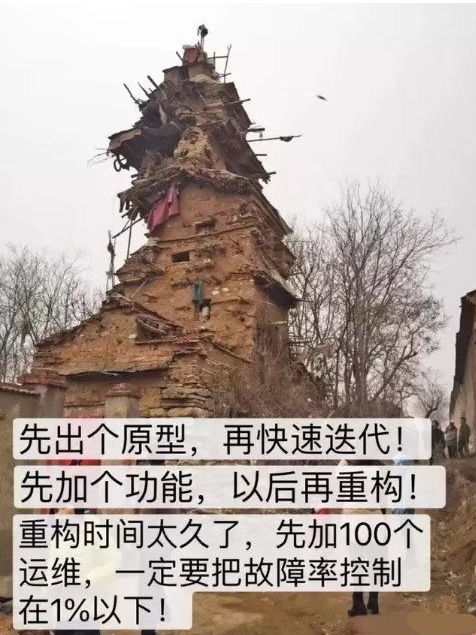 先出个原型，再快速迭代！
先加个功能，以后再重构！
重构时间太久了，先加100个
运维，一定要把故障率控制
在1%以下！